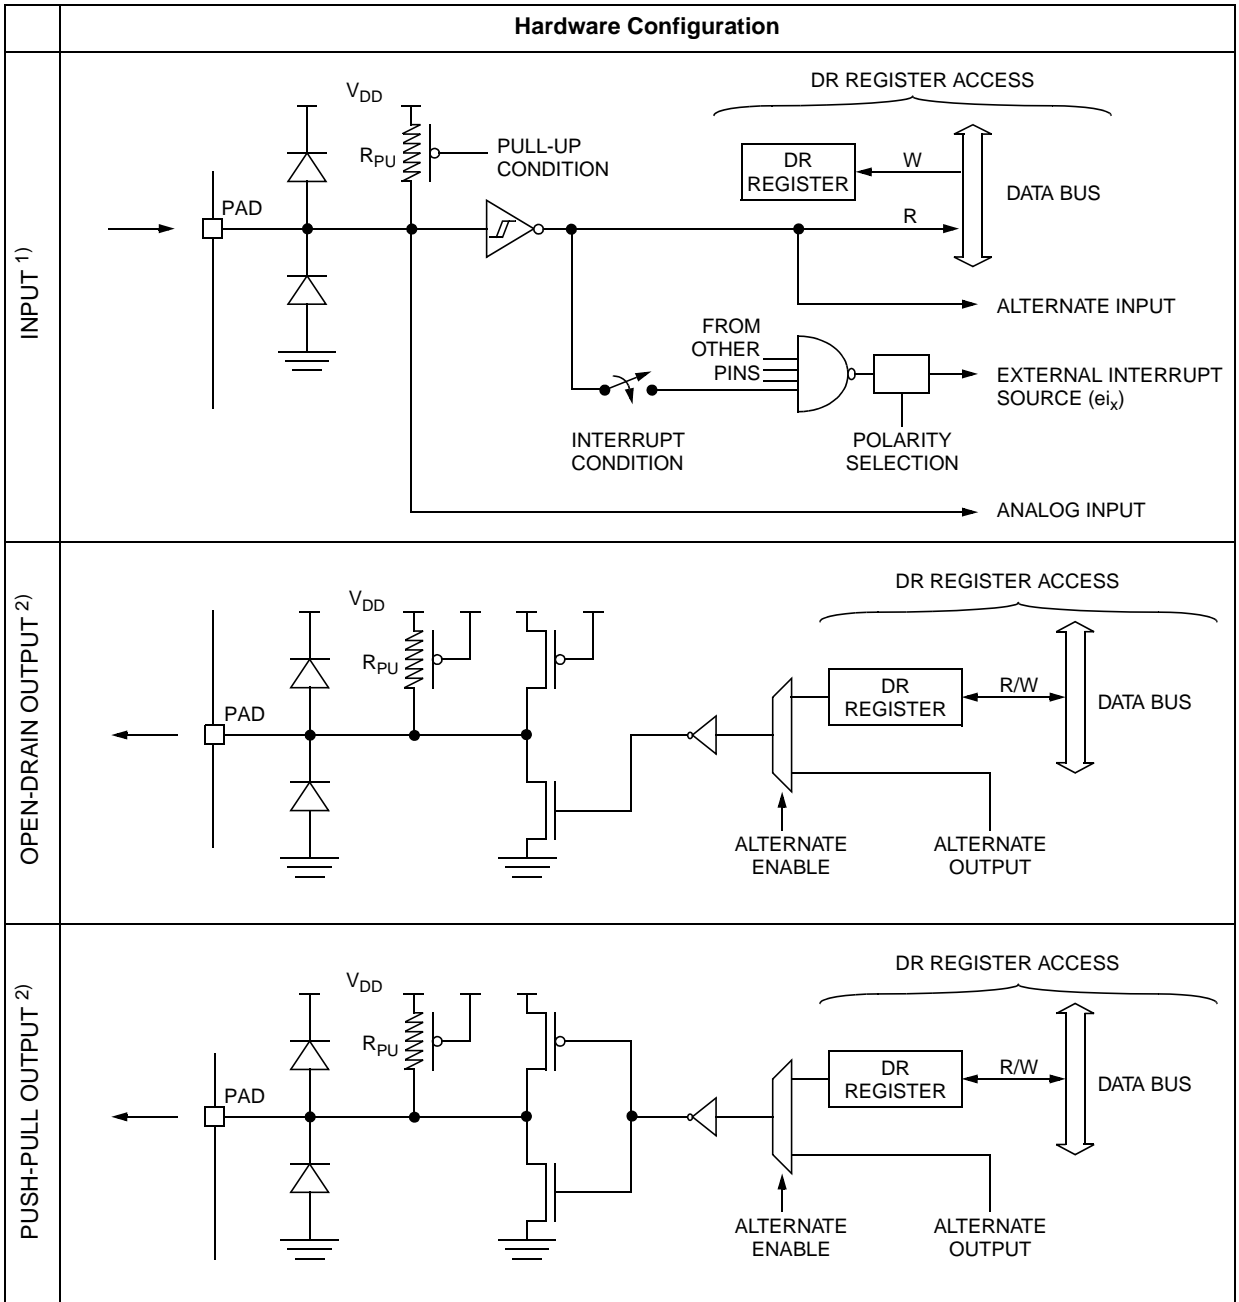 Hardware Configuration
INPUT 1)
DR REGISTER ACCESS
VDD
RPU
PULL-UP
CONDITION
DR
REGISTER
W
DATA BUS
PAD
R
ALTERNATE INPUT
FROM
OTHER
PINS
EXTERNAL INTERRUPT
SOURCE (eix)
INTERRUPT
CONDITION
POLARITY
SELECTION
ANALOG INPUT
OPEN-DRAIN OUTPUT 2)
DR REGISTER ACCESS
VDD
RPU
DR
REGISTER
R/W
DATA BUS
PAD
ALTERNATE
ENABLE
ALTERNATE
OUTPUT
PUSH-PULL OUTPUT 2)
DR REGISTER ACCESS
VDD
RPU
DR
REGISTER
R/W
DATA BUS
PAD
ALTERNATE
ENABLE
ALTERNATE
OUTPUT